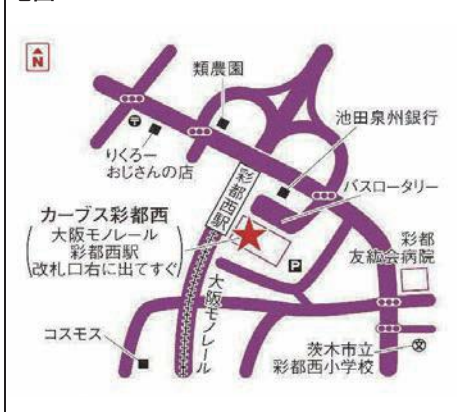 N
類農園
りくろー
おじさんの店
池田泉州銀行
バスロータリー
彩都西駅
カーブス彩都西
大阪モノレール
彩都西駅
改札口右に出てすぐ
P
彩都
友紘会病院
大阪モノレール
コスモス
茨木市立
彩都西小学校
文